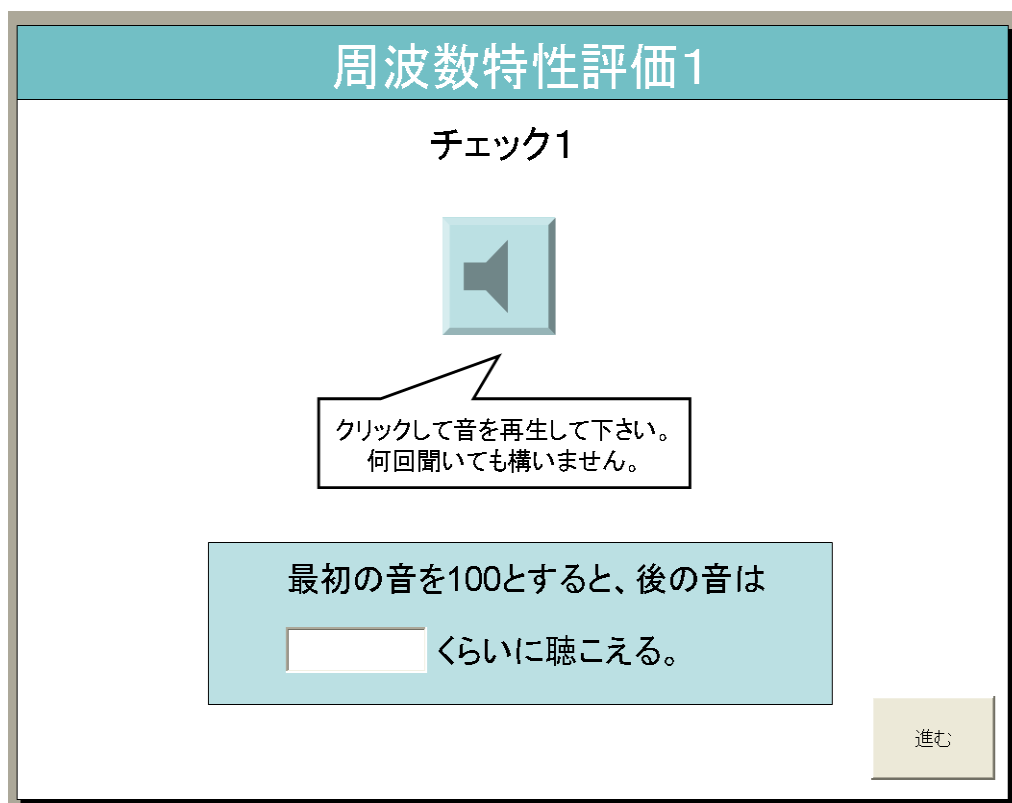 周波数特性評価1
チェック1
クリックして音を再生して下さい。
何回聞いても構いません。
最初の音を100とすると、後の音は
くらいに聴こえる。
進む